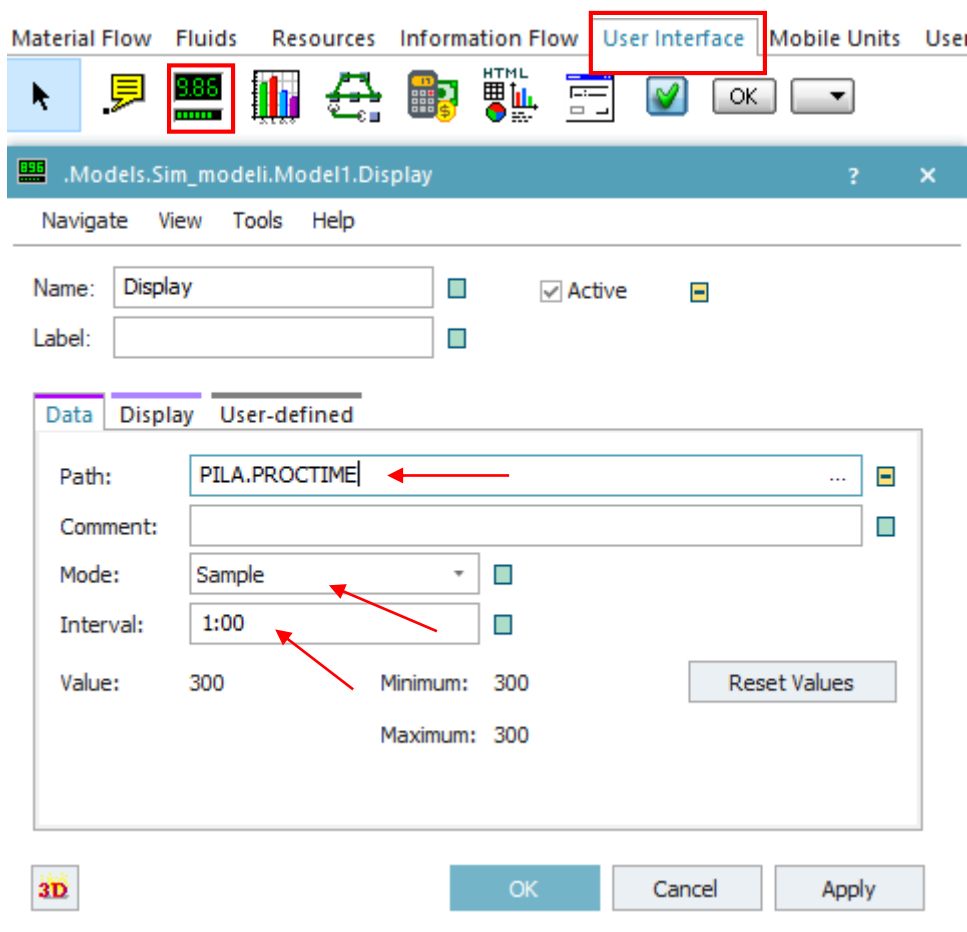 Material Flow Fluids Resources Information Flow User Interface Mobile Units User
9.86 HTML OK
.Models.Sim_modeli.Model1.Display ? ×
Navigate View Tools Help
Name: Display Active
Label:
Data Display User-defined
Path: PILA.PROCTIME ...
Comment:
Mode: Sample
Interval: 1:00
Value: 300 Minimum: 300 Reset Values
Maximum: 300
3D OK Cancel Apply